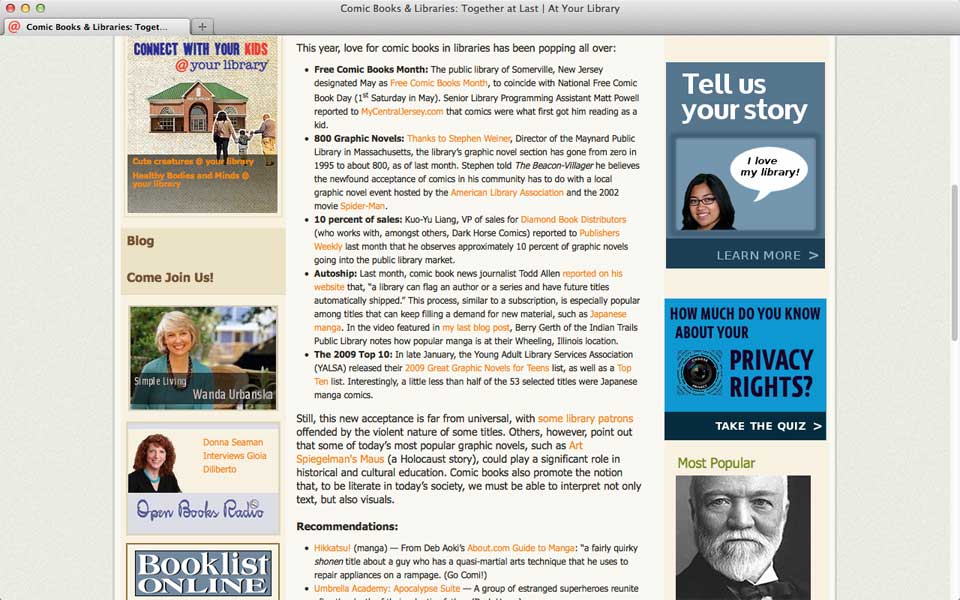 Comic Books & Libraries: Together at Last | At Your Library
@ Comic Books & Libraries: Toget... +
CONNECT WITH YOUR KIDS
@ your library
Cute creatures @ your library
Healthy Bodies and Minds @
your library
Blog
Come Join Us!
Simple Living
Wanda Urbanska
Donna Seaman
Interviews Gioia
Diliberto
Open Books Radio
Booklist
ONLINE
This year, love for comic books in libraries has been popping all over:
• Free Comic Books Month: The public library of Somerville, New Jersey
designated May as Free Comic Books Month, to coincide with National Free Comic
Book Day (1st Saturday in May). Senior Library Programming Assistant Matt Powell
reported to MyCentralJersey.com that comics were what first got him reading as a
kid.
• 800 Graphic Novels: Thanks to Stephen Weiner, Director of the Maynard Public
Library in Massachusetts, the library's graphic novel section has gone from zero in
1995 to about 800, as of last month. Stephen told The Beacon-Villager he believes
the newfound acceptance of comics in his community has to do with a local
graphic novel event hosted by the American Library Association and the 2002
movie Spider-Man.
• 10 percent of sales: Kuo-Yu Liang, VP of sales for Diamond Book Distributors
(who works with, amongst others, Dark Horse Comics) reported to Publishers
Weekly last month that he observes approximately 10 percent of graphic novels
going into the public library market.
• Autoship: Last month, comic book news journalist Todd Allen reported on his
website that, "a library can flag an author or a series and have future titles
automatically shipped." This process, similar to a subscription, is especially popular
among titles that can keep filling a demand for new material, such as Japanese
manga. In the video featured in my last blog post, Berry Gerth of the Indian Trails
Public Library notes how popular manga is at their Wheeling, Illinois location.
• The 2009 Top 10: In late January, the Young Adult Library Services Association
(YALSA) released their 2009 Great Graphic Novels for Teens list, as well as a Top
Ten list. Interestingly, a little less than half of the 53 selected titles were Japanese
manga comics.
Still, this new acceptance is far from universal, with some library patrons
offended by the violent nature of some titles. Others, however, point out
that some of today's most popular graphic novels, such as Art
Spiegelman's Maus (a Holocaust story), could play a significant role in
historical and cultural education. Comic books also promote the notion
that, to be literate in today's society, we must be able to interpret not only
text, but also visuals.
Recommendations:
• Hikkatsu! (manga) — From Deb Aoki's About.com Guide to Manga: "a fairly quirky
shonen title about a guy who has a quasi-martial arts technique that he uses to
repair appliances on a rampage. (Go Comi!)
• Umbrella Academy: Apocalypse Suite — A group of estranged superheroes reunite
Tell us
your story
I love
my library!
LEARN MORE >
HOW MUCH DO YOU KNOW
ABOUT YOUR
PRIVACY
RIGHTS?
TAKE THE QUIZ >
Most Popular